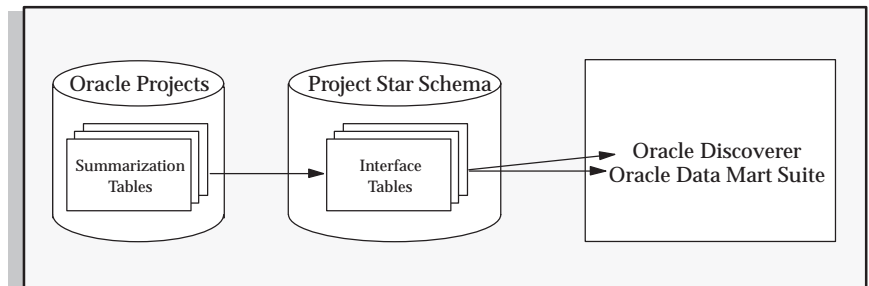 Oracle Projects
Summarization
Tables
Project Star Schema
Interface
Tables
Oracle Discoverer
Oracle Data Mart Suite